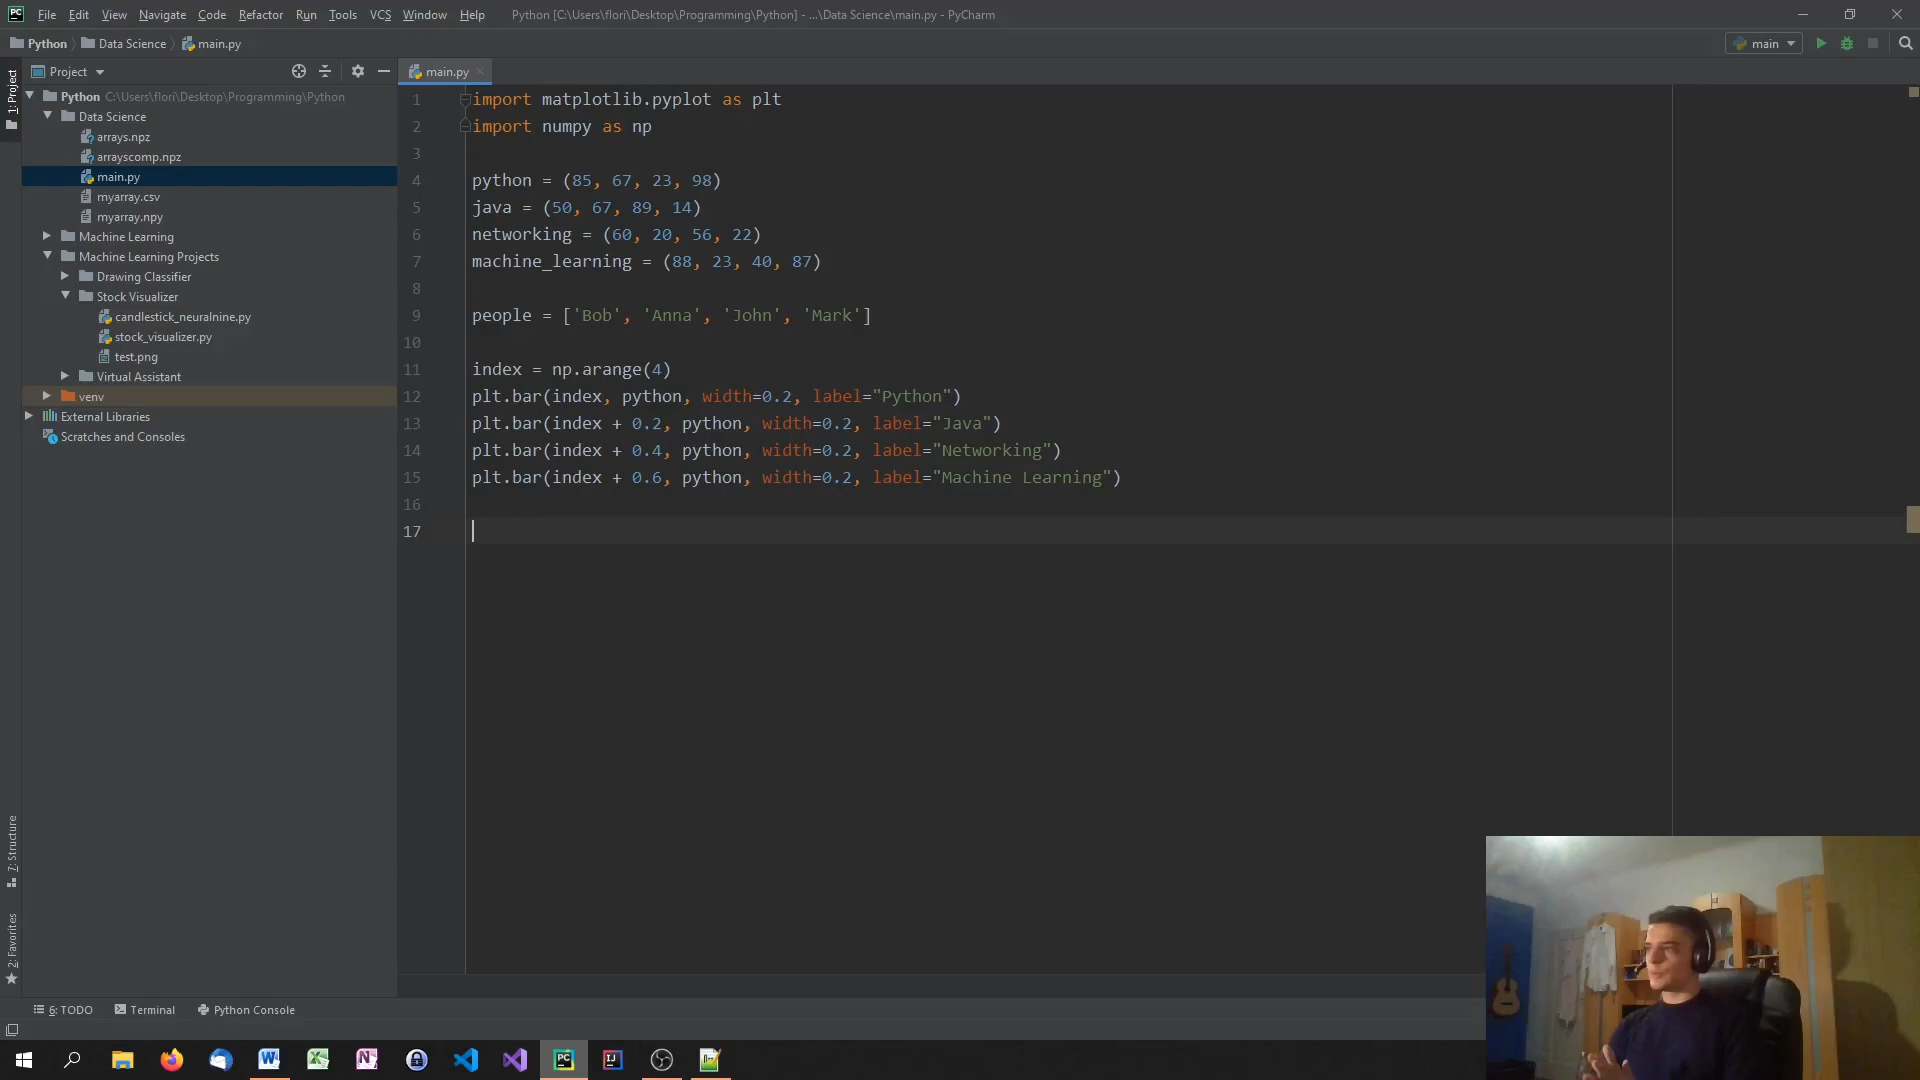 File Edit View Navigate Code Refactor Run Tools VCS Window Help Python [C:\Users\flori\Desktop\Programming\Python] - ...\Data Science\main.py - PyCharm
Python Data Science main.py main
1: Project
Project
main.py
Python C:\Users\flori\Desktop\Programming\Python
Data Science
arrays.npz
arrayscomp.npz
main.py
myarray.csv
myarray.npy
Machine Learning
Machine Learning Projects
Drawing Classifier
Stock Visualizer
candlestick_neuralnine.py
stock_visualizer.py
test.png
Virtual Assistant
venv
External Libraries
Scratches and Consoles
1 import matplotlib.pyplot as plt
2 import numpy as np
3
4 python = (85, 67, 23, 98)
5 java = (50, 67, 89, 14)
6 networking = (60, 20, 56, 22)
7 machine_learning = (88, 23, 40, 87)
8
9 people = ['Bob', 'Anna', 'John', 'Mark']
10
11 index = np.arange(4)
12 plt.bar(index, python, width=0.2, label="Python")
13 plt.bar(index + 0.2, python, width=0.2, label="Java")
14 plt.bar(index + 0.4, python, width=0.2, label="Networking")
15 plt.bar(index + 0.6, python, width=0.2, label="Machine Learning")
16
17
7: Structure
2: Favorites
6: TODO Terminal Python Console